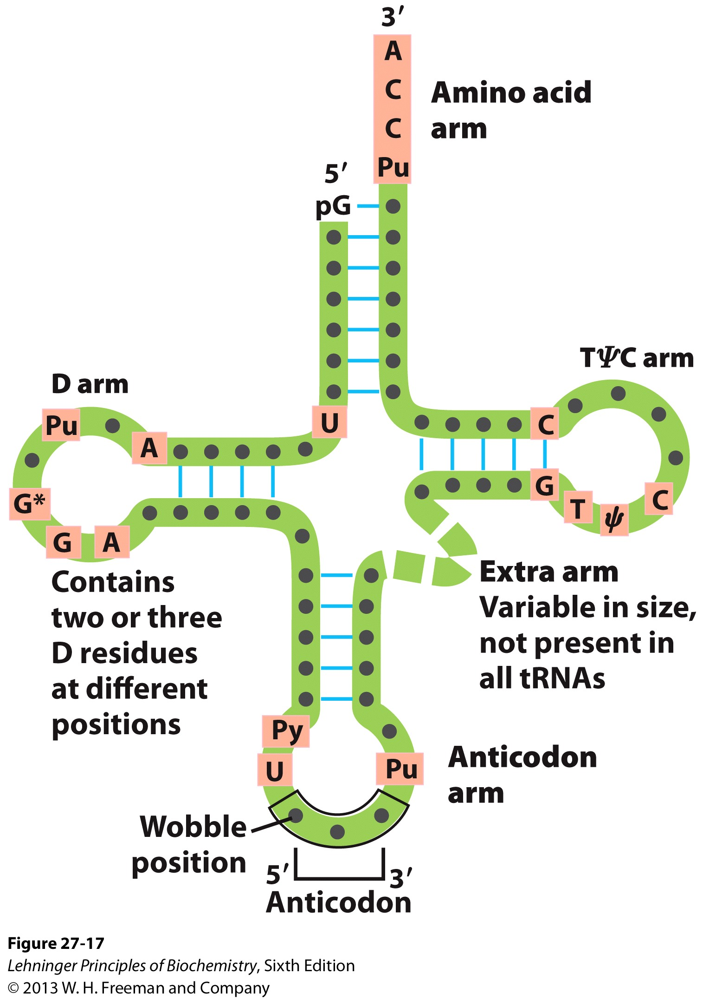 3′
A
C
C
Pu
Amino acid
arm
5′
pG
U
D arm
Pu
A
G*
G
A
Contains
two or three
D residues
at different
positions
TΨC arm
C
G
T
ψ
C
Extra arm
Variable in size,
not present in
all tRNAs
Py
U
Pu
Anticodon
arm
Wobble
position
5′
3′
Anticodon
Figure 27-17
Lehninger Principles of Biochemistry, Sixth Edition
© 2013 W. H. Freeman and Company